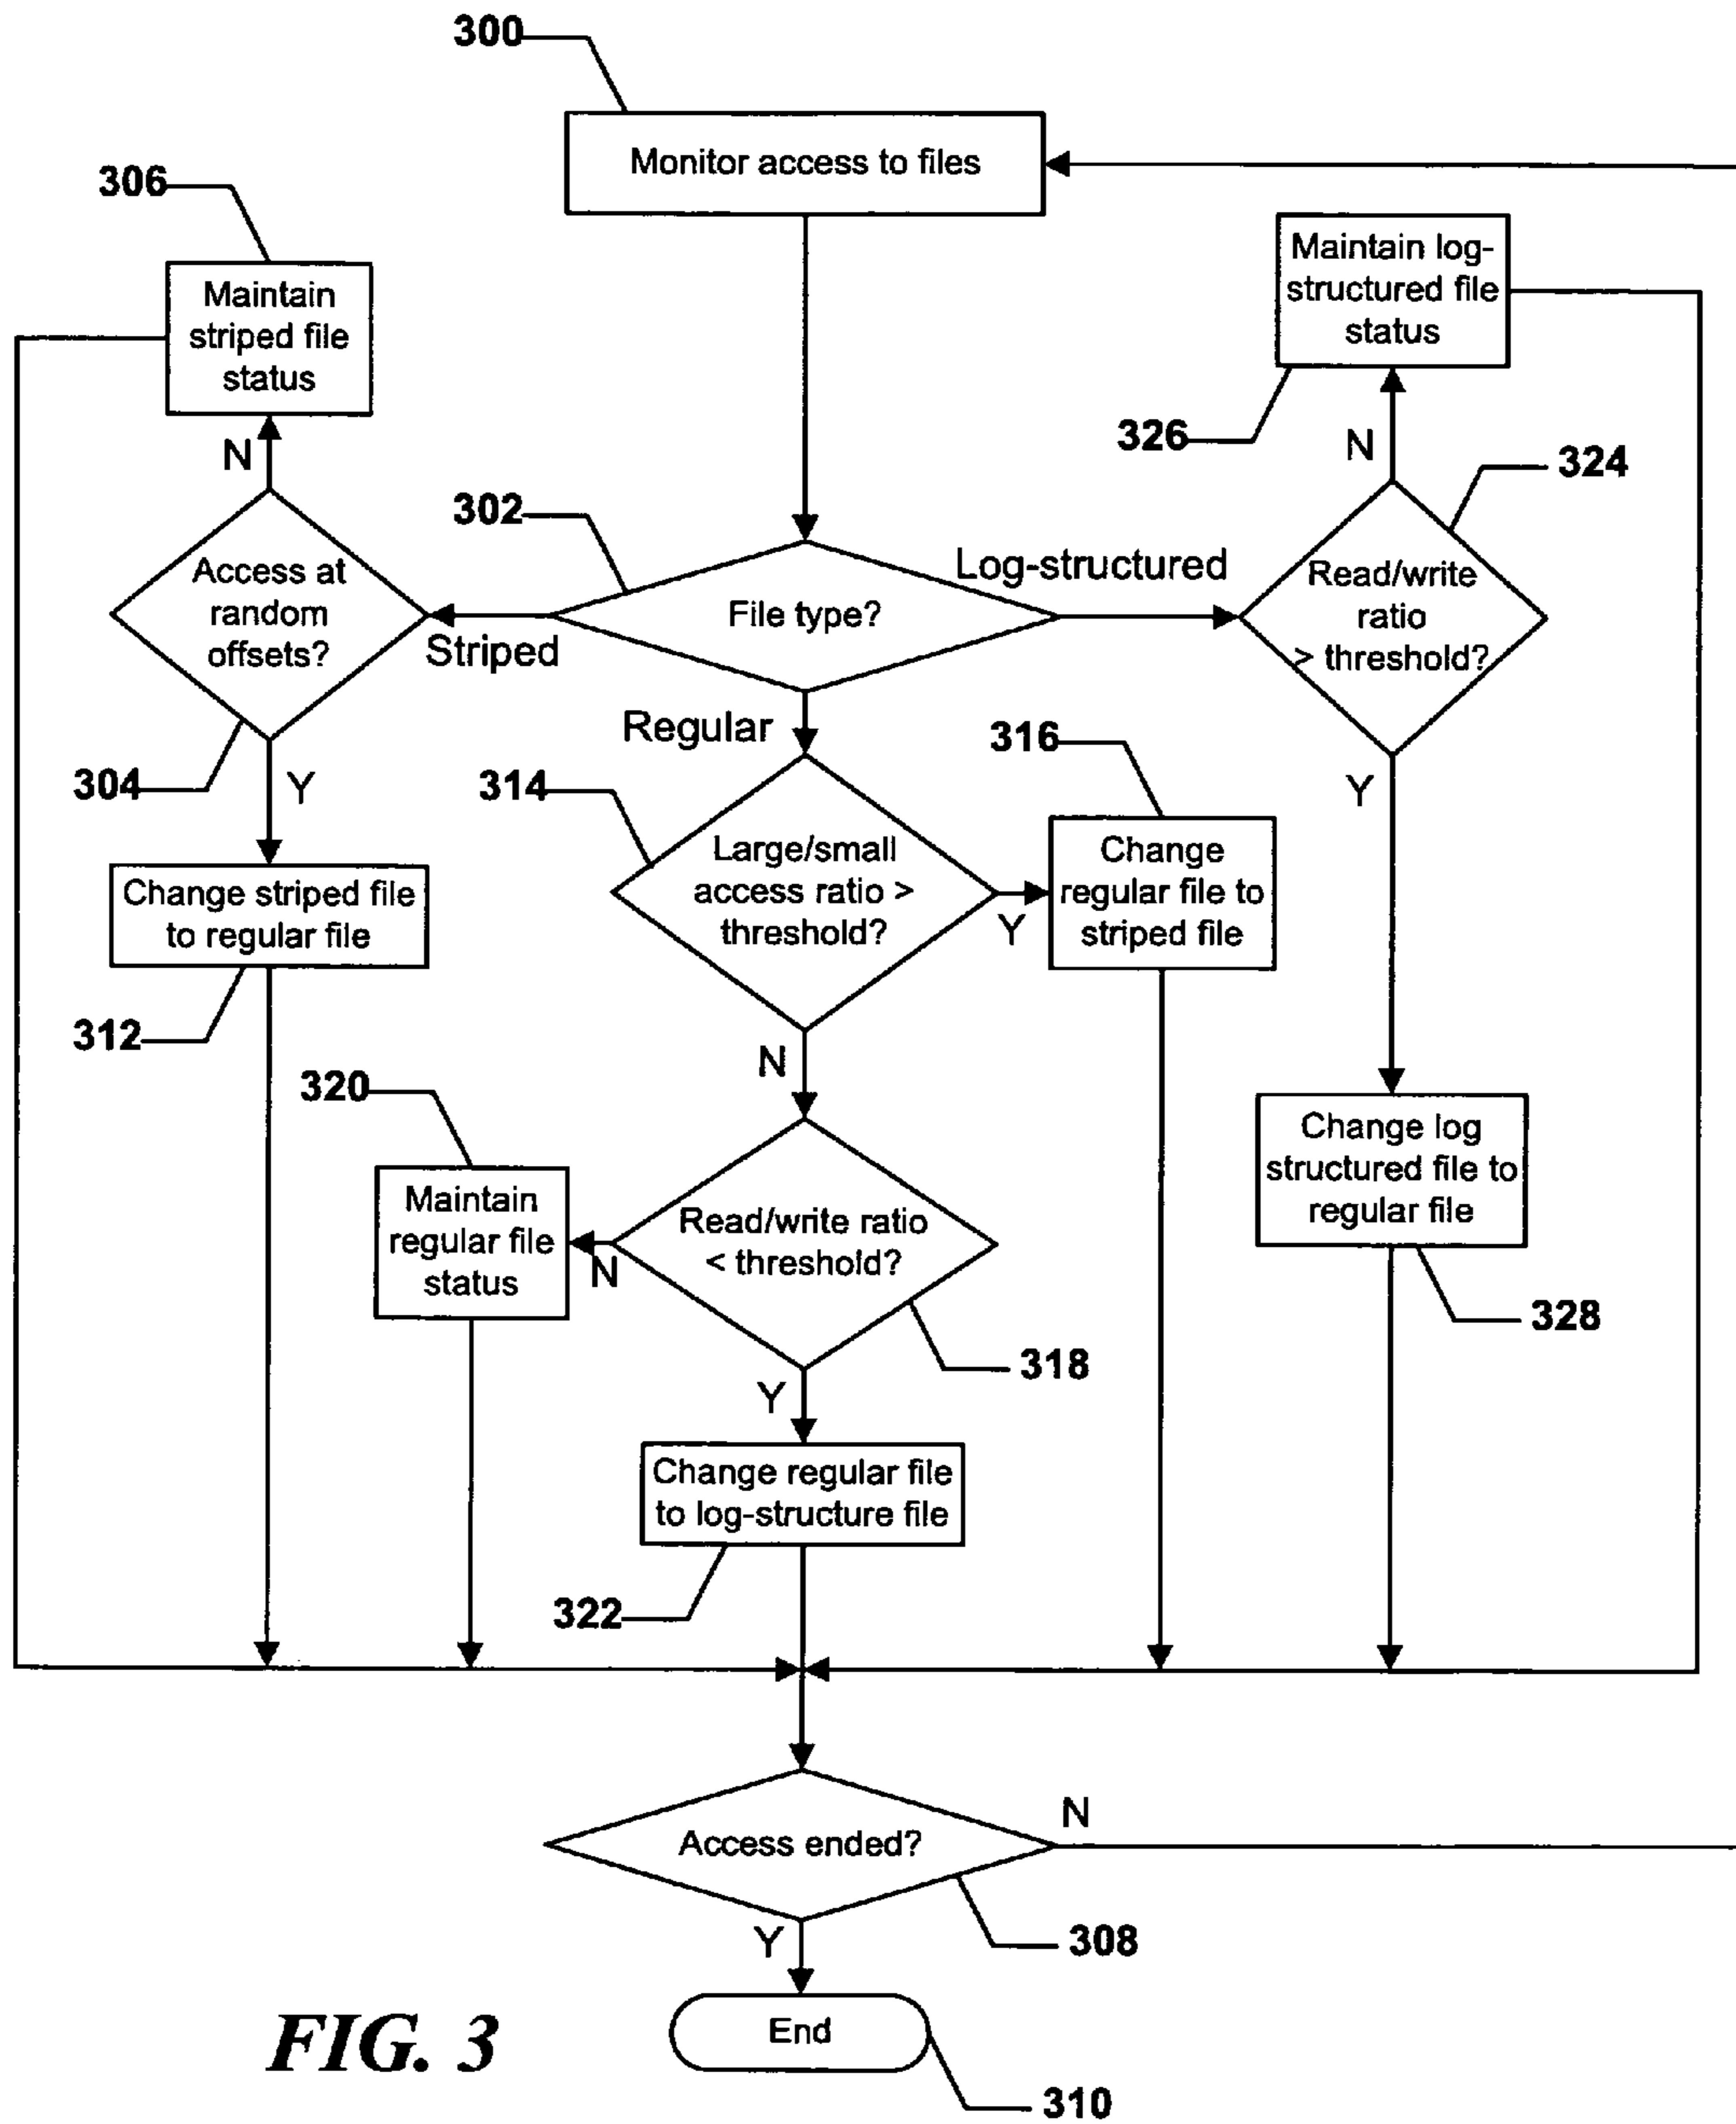 300
Monitor access to files
306
Maintain
striped file
status
Maintain log-
structured file
status
326
N
N
324
302
Log-structured
Access at
random
offsets?
File type?
Read/write
ratio
> threshold?
Striped
Regular
316
304
Y
314
Y
Large/small
access ratio >
threshold?
Change
regular file to
striped file
Y
Change striped file
to regular file
312
N
320
Change log
structured file to
regular file
Maintain
regular file
status
Read/write ratio
< threshold?
N
328
318
Y
Change regular file
to log-structure file
322
N
Access ended?
308
Y
FIG. 3
End
310